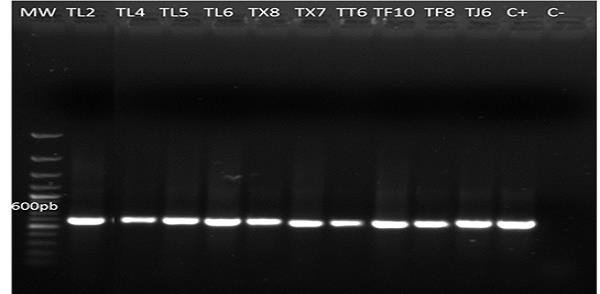 MW TL2 TL4 TL5 TL6 TX8 TX7 TT6 TF10 TF8 TJ6 C+ C-
600pb